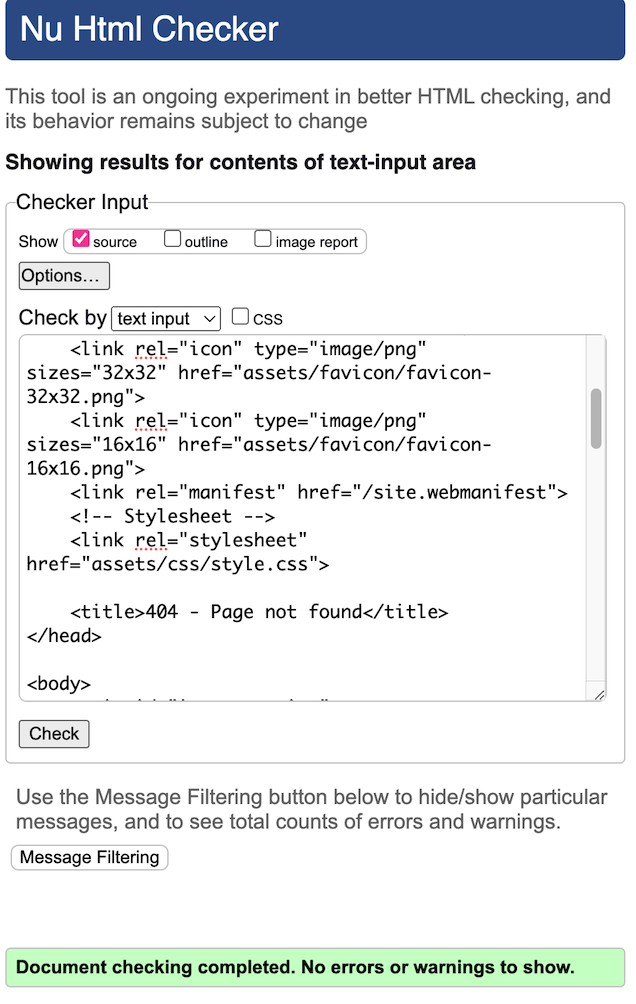 Nu Html Checker
This tool is an ongoing experiment in better HTML checking, and
its behavior remains subject to change
Showing results for contents of text-input area
Checker Input
Show source outline image report
Options...
Check by text input CSS
<link rel="icon" type="image/png"
sizes="32x32" href="assets/favicon/favicon-
32x32.png">
<link rel="icon" type="image/png"
sizes="16x16" href="assets/favicon/favicon-
16x16.png">
<link rel="manifest" href="/site.webmanifest">
<!-- Stylesheet -->
<link rel="stylesheet"
href="assets/css/style.css">
<title>404 - Page not found</title>
</head>
<body>
Check
Use the Message Filtering button below to hide/show particular
messages, and to see total counts of errors and warnings.
Message Filtering
Document checking completed. No errors or warnings to show.